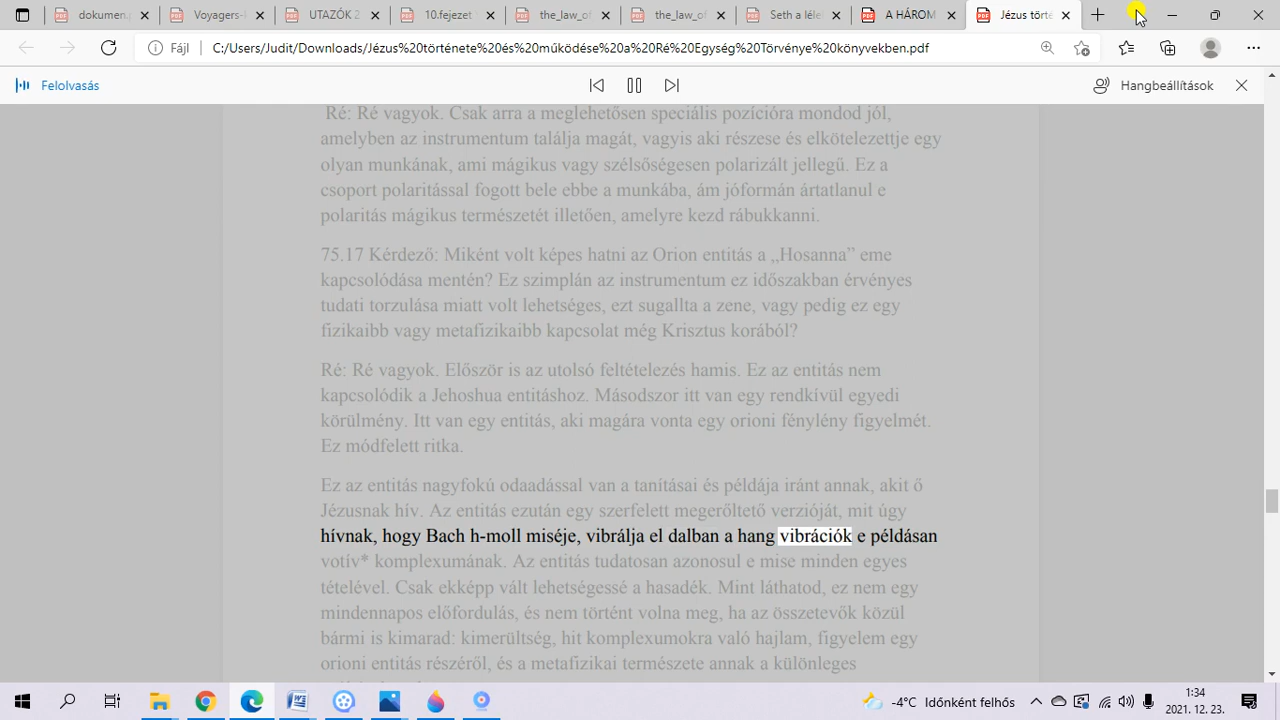 dokumen.p
Voyagers-I
UTAZÓK 2
10.fejezet
the_law_of
the_law_of
Seth a léle
A HÁROM
Jézus törté
Fájl
C:/Users/Judit/Downloads/Jézus%20története%20és%20működése%20a%20Ré%20Egység%20Törvénye%20könyvekben.pdf
Felolvasás
Hangbeállítások
Ré: Ré vagyok. Csak arra a meglehetősen speciális pozícióra mondod jól,
amelyben az instrumentum találja magát, vagyis aki részese és elkötelezettje egy
olyan munkának, ami mágikus vagy szélsőségesen polarizált jellegű. Ez a
csoport polaritással fogott bele ebbe a munkába, ám jóformán ártatlanul e
polaritás mágikus természetét illetően, amelyre kezd rábukkanni.
75.17 Kérdező: Miként volt képes hatni az Orion entitás a „Hosanna” eme
kapcsolódása mentén? Ez szimplán az instrumentum ez időszakban érvényes
tudati torzulása miatt volt lehetséges, ezt sugallta a zene, vagy pedig ez egy
fizikaibb vagy metafizikaibb kapcsolat még Krisztus korából?
Ré: Ré vagyok. Először is az utolsó feltételezés hamis. Ez az entitás nem
kapcsolódik a Jehoshua entitáshoz. Másodszor itt van egy rendkívül egyedi
körülmény. Itt van egy entitás, aki magára vonta egy orioni fénylény figyelmét.
Ez módfelett ritka.
Ez az entitás nagyfokú odaadással van a tanításai és példája iránt annak, akit ő
Jézusnak hív. Az entitás ezután egy szerfelett megerőltető verzióját, mit úgy
hívnak, hogy Bach h-moll miséje, vibrálja el dalban a hang vibrációk e példásan
votív* komplexumának. Az entitás tudatosan azonosul e mise minden egyes
tételével. Csak ekképp vált lehetségessé a hasadék. Mint láthatod, ez nem egy
mindennapos előfordulás, és nem történt volna meg, ha az összetevők közül
bármi is kimarad: kimerültség, hit komplexumokra való hajlam, figyelem egy
orioni entitás részéről, és a metafizikai természete annak a különleges
-4°C Időnként felhős
1:34
2021. 12. 23.